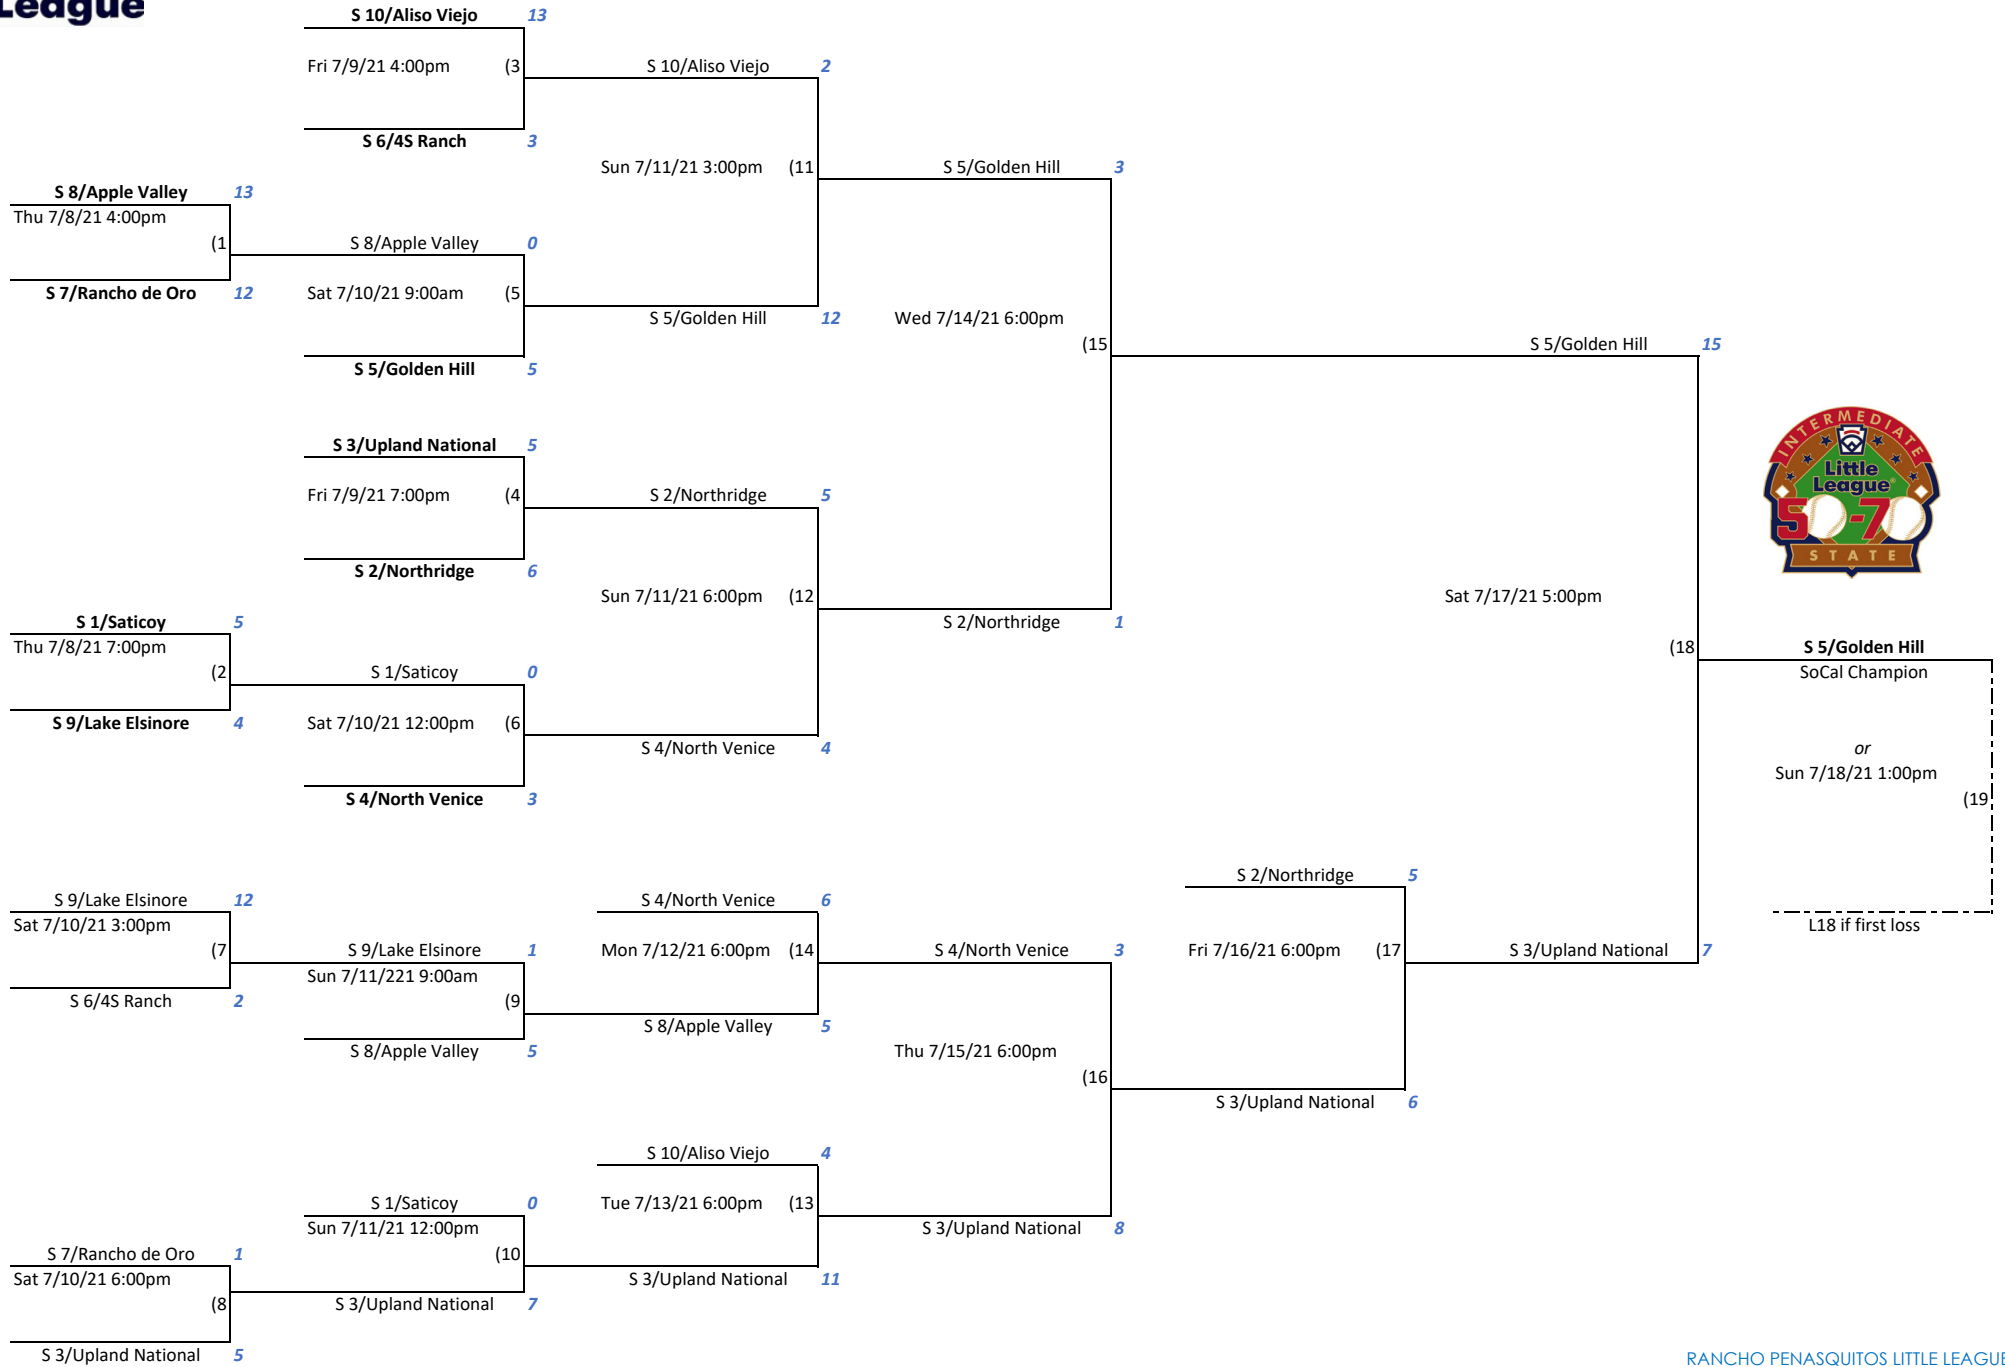 League
S 10/Aliso Viejo 13
Fri 7/9/21 4:00pm (3
S 10/Aliso Viejo 2
S 6/4S Ranch 3
Sun 7/11/21 3:00pm (11
S 5/Golden Hill 3
S 8/Apple Valley 13
Thu 7/8/21 4:00pm
(1
S 8/Apple Valley 0
S 7/Rancho de Oro 12
Sat 7/10/21 9:00am (5
S 5/Golden Hill 12
Wed 7/14/21 6:00pm
(15
S 5/Golden Hill 15
S 5/Golden Hill 5
S 3/Upland National 5
Fri 7/9/21 7:00pm (4
S 2/Northridge 5
S 2/Northridge 6
Sun 7/11/21 6:00pm (12
S 2/Northridge 1
INTERMEDIATE
Little
League®
50-70
STATE
Sat 7/17/21 5:00pm
(18
S 1/Saticoy 5
Thu 7/8/21 7:00pm
(2
S 1/Saticoy 0
S 9/Lake Elsinore 4
Sat 7/10/21 12:00pm (6
S 4/North Venice 4
S 4/North Venice 3
S 5/Golden Hill
SoCal Champion
or
Sun 7/18/21 1:00pm
(19
L18 if first loss
S 9/Lake Elsinore 12
Sat 7/10/21 3:00pm
(7
S 9/Lake Elsinore 1
S 6/4S Ranch 2
Sun 7/11/221 9:00am
(9
S 8/Apple Valley 5
S 4/North Venice 6
Mon 7/12/21 6:00pm (14
S 4/North Venice 3
S 8/Apple Valley 5
Thu 7/15/21 6:00pm
(16
S 2/Northridge 5
Fri 7/16/21 6:00pm (17
S 3/Upland National 7
S 3/Upland National 6
S 10/Aliso Viejo 4
Tue 7/13/21 6:00pm (13
S 3/Upland National 8
S 1/Saticoy 0
Sun 7/11/21 12:00pm
(10
S 3/Upland National 11
S 7/Rancho de Oro 1
Sat 7/10/21 6:00pm
(8
S 3/Upland National 7
S 3/Upland National 5
RANCHO PENASQUITOS LITTLE LEAGUE